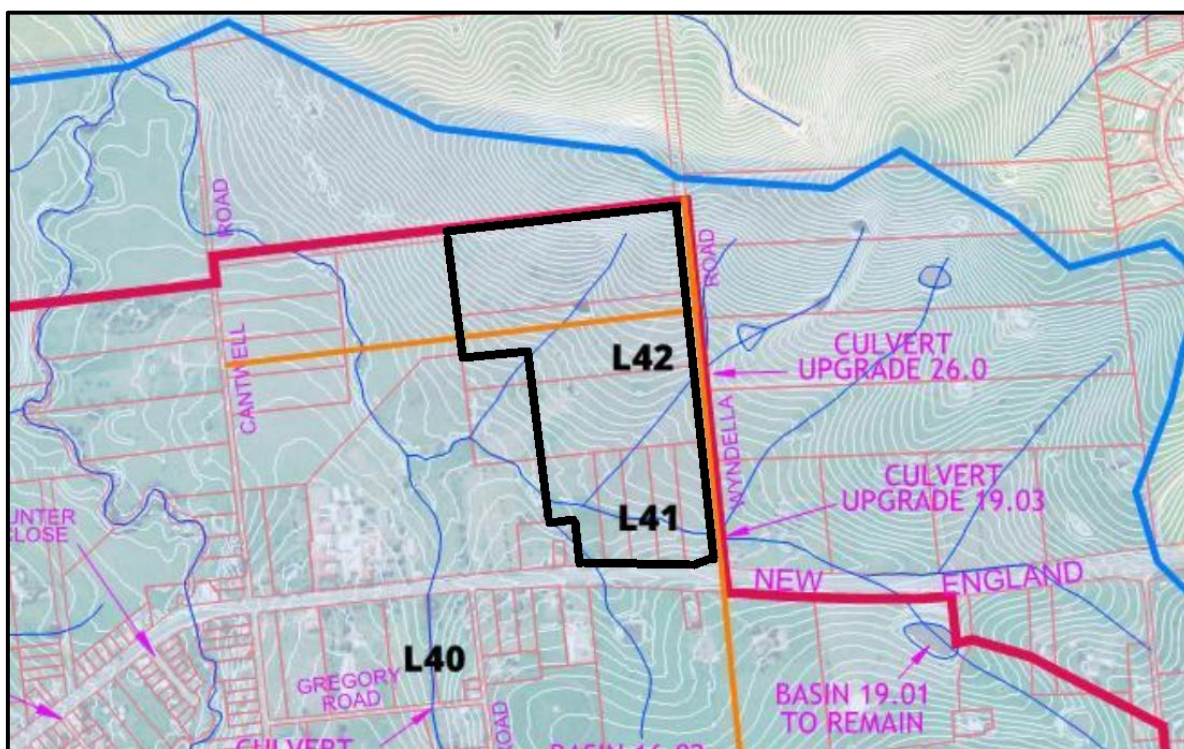 ROAD
ROAD
CULVERT
UPGRADE 26.0
L42
CANTWELL
WYNDELLA
CULVERT
UPGRADE 19.03
L41
UNTER
CLOSE
NEW ENGLAND
L40
GREGORY
ROAD
BASIN 19.01
TO REMAIN
ROAD
CULVERT